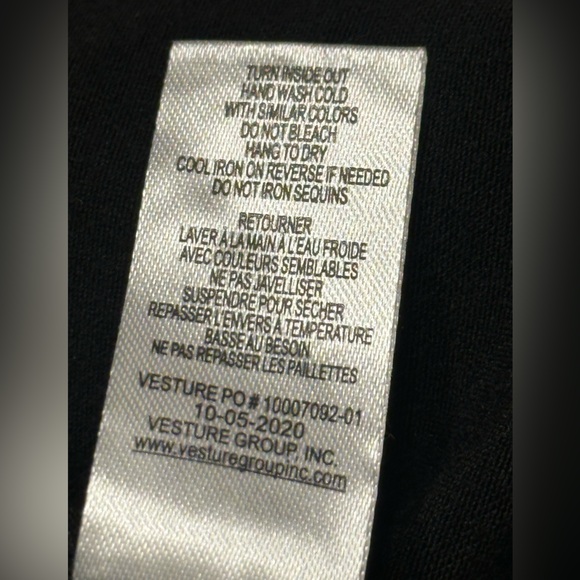 TURN INSIDE OUT
HAND WASH COLD
WITH SIMILAR COLORS
DO NOT BLEACH
HANG TO DRY
COOL IRON ON REVERSE IF NEEDED
DO NOT IRON SEQUINS
RETOURNER
LAVER A LA MAIN A L'EAU FROIDE
AVEC COULEURS SEMBLABLES
NE PAS JAVELLISER
SUSPENDRE POUR SECHER
REPASSER L'ENVERS A TEMPERATURE
BASSE AU BESOIN
NE PAS REPASSER LES PAILLETTES
VESTURE PO # 10007092-01
10-05-2020
VESTURE GROUP, INC.
www.vesturegroupinc.com